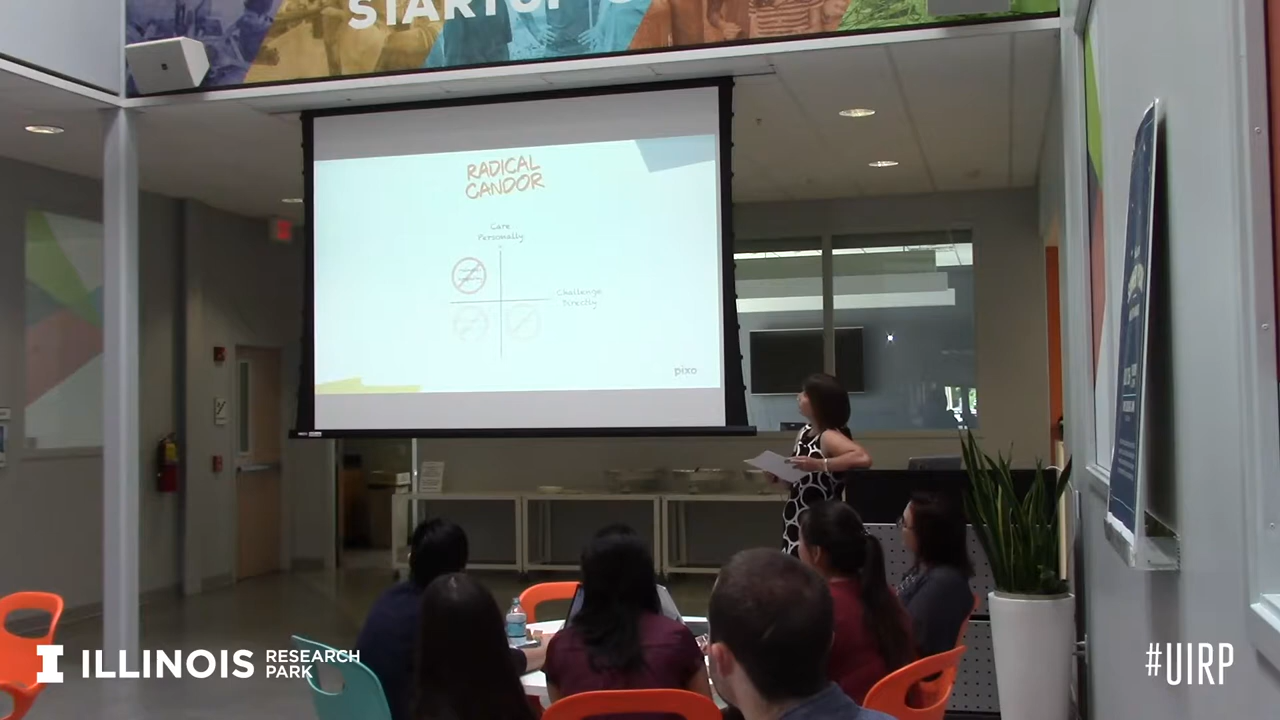 STARTUP
RADICAL
CANDOR
Care
Personally
Challenge
Directly
pixo
I ILLINOIS RESEARCH
PARK
#UIRP